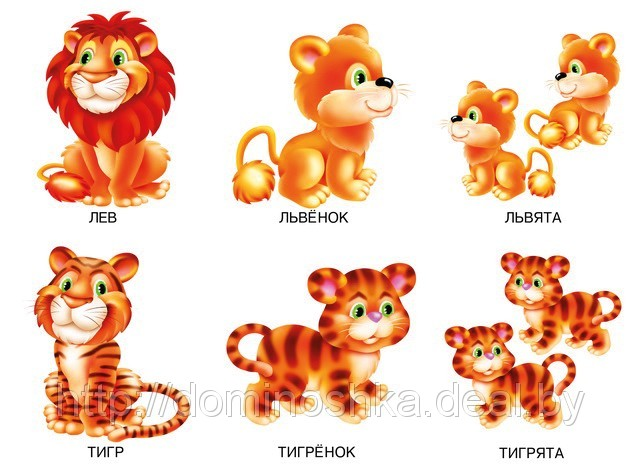 ЛЕВ
ЛЬВЁНОК
ЛЬВЯТА
ТИГР
ТИГРЁНОК
ТИГРЯТА
http://dominoshka.deal.by